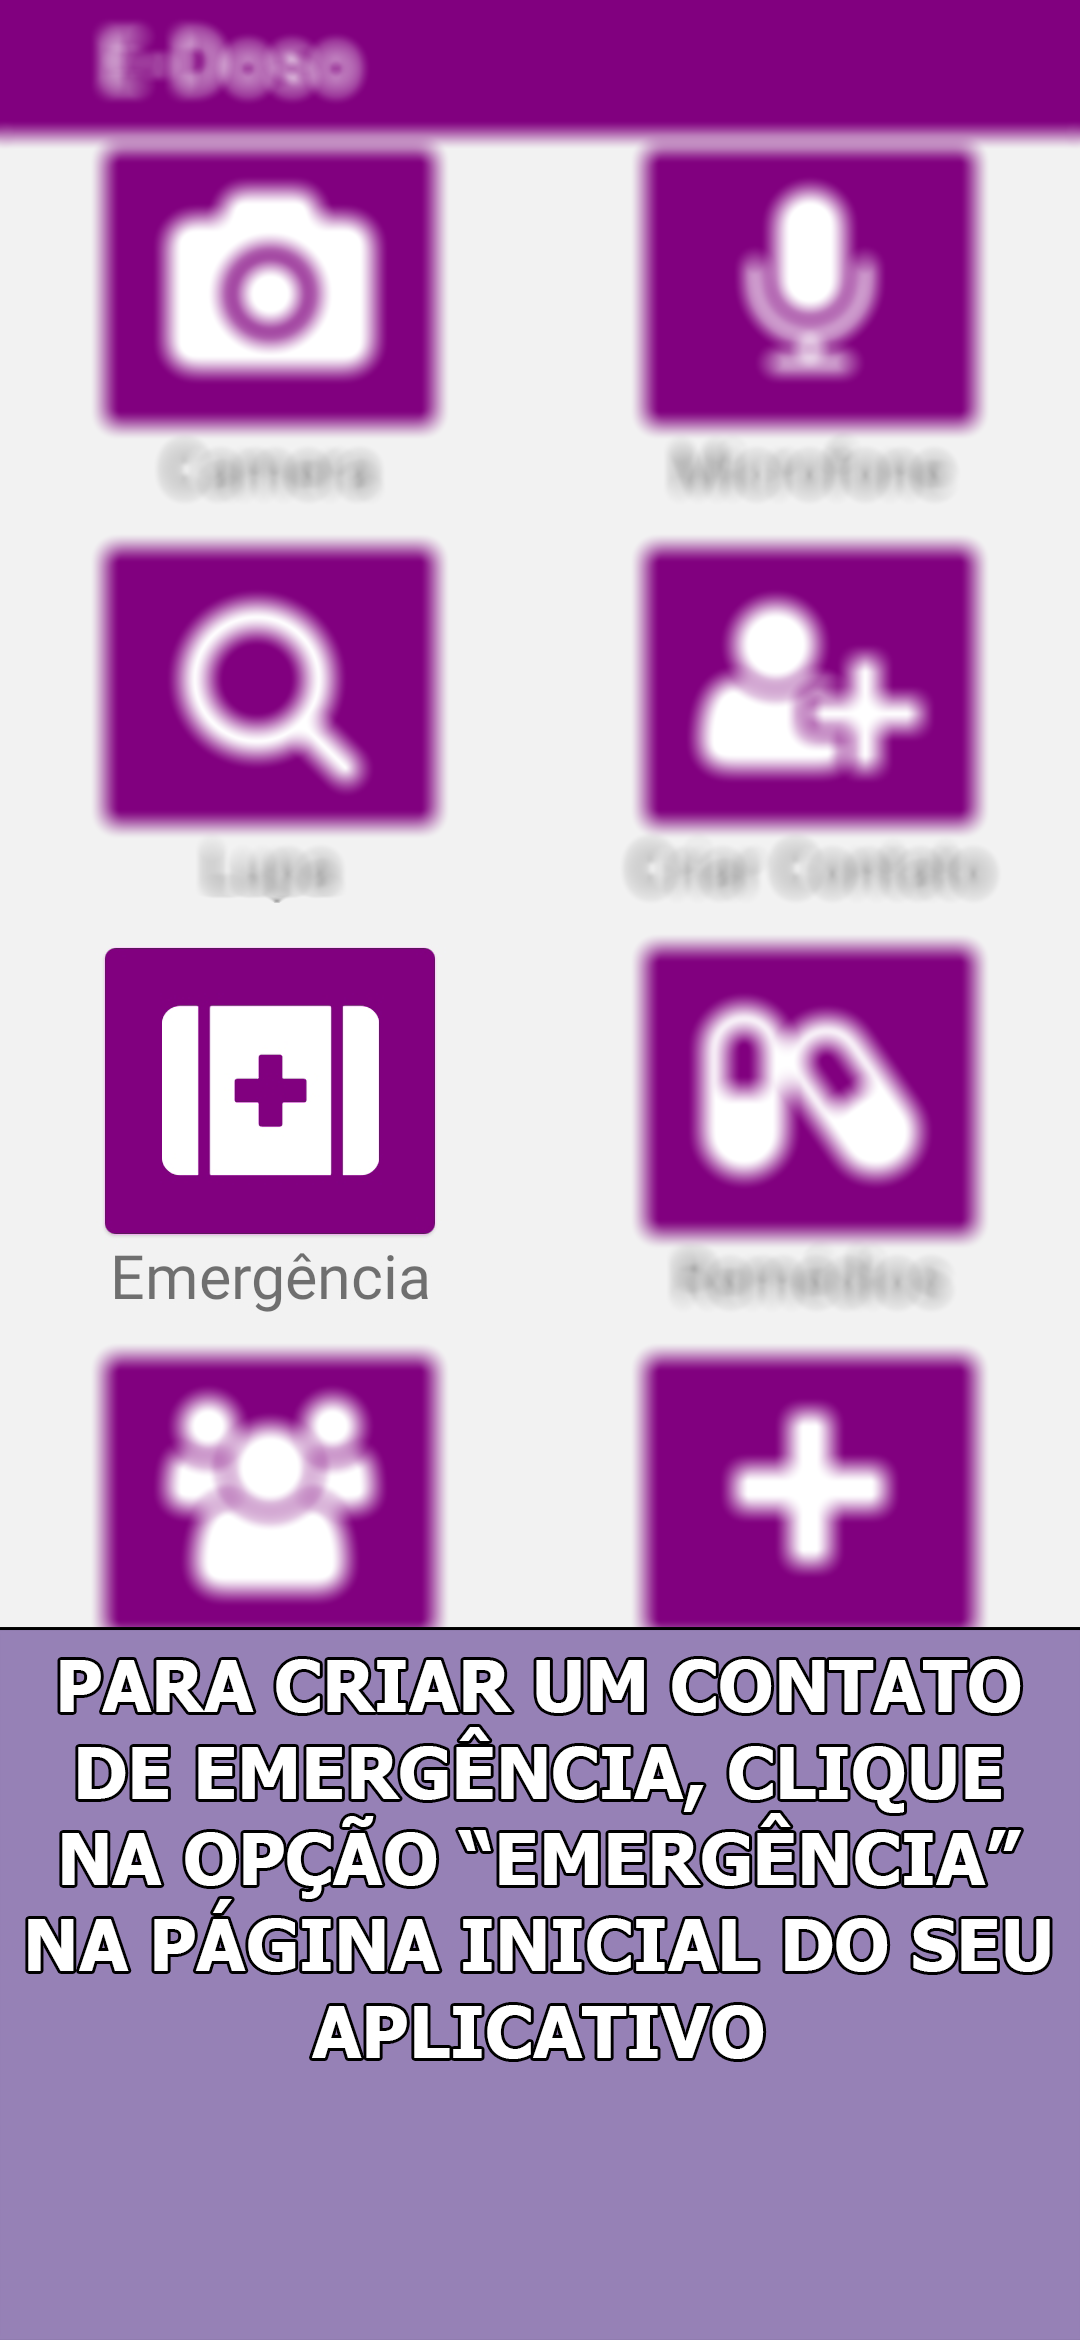 E-Doso
Camera
Microfone
Lupa
Criar Contato
Emergência
Remédios
PARA CRIAR UM CONTATO
DE EMERGÊNCIA, CLIQUE
NA OPÇÃO “EMERGÊNCIA”
NA PÁGINA INICIAL DO SEU
APLICATIVO